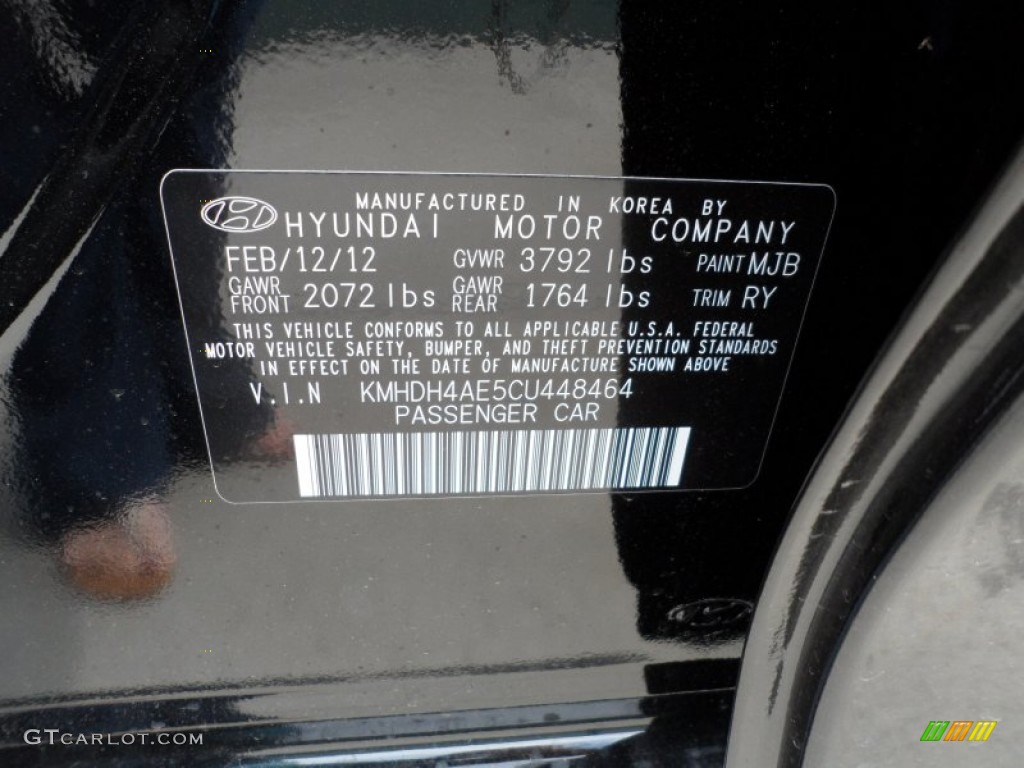 MANUFACTURED IN KOREA BY
HYUNDAI MOTOR COMPANY
FEB/12/12 GVWR 3792 lbs PAINT MJB
GAWR FRONT 2072 lbs GAWR REAR 1764 lbs TRIM RY
THIS VEHICLE CONFORMS TO ALL APPLICABLE U.S.A. FEDERAL
MOTOR VEHICLE SAFETY, BUMPER, AND THEFT PREVENTION STANDARDS
IN EFFECT ON THE DATE OF MANUFACTURE SHOWN ABOVE
V.I.N KMHDH4AE5CU448464
PASSENGER CAR
GTCARLOT.COM